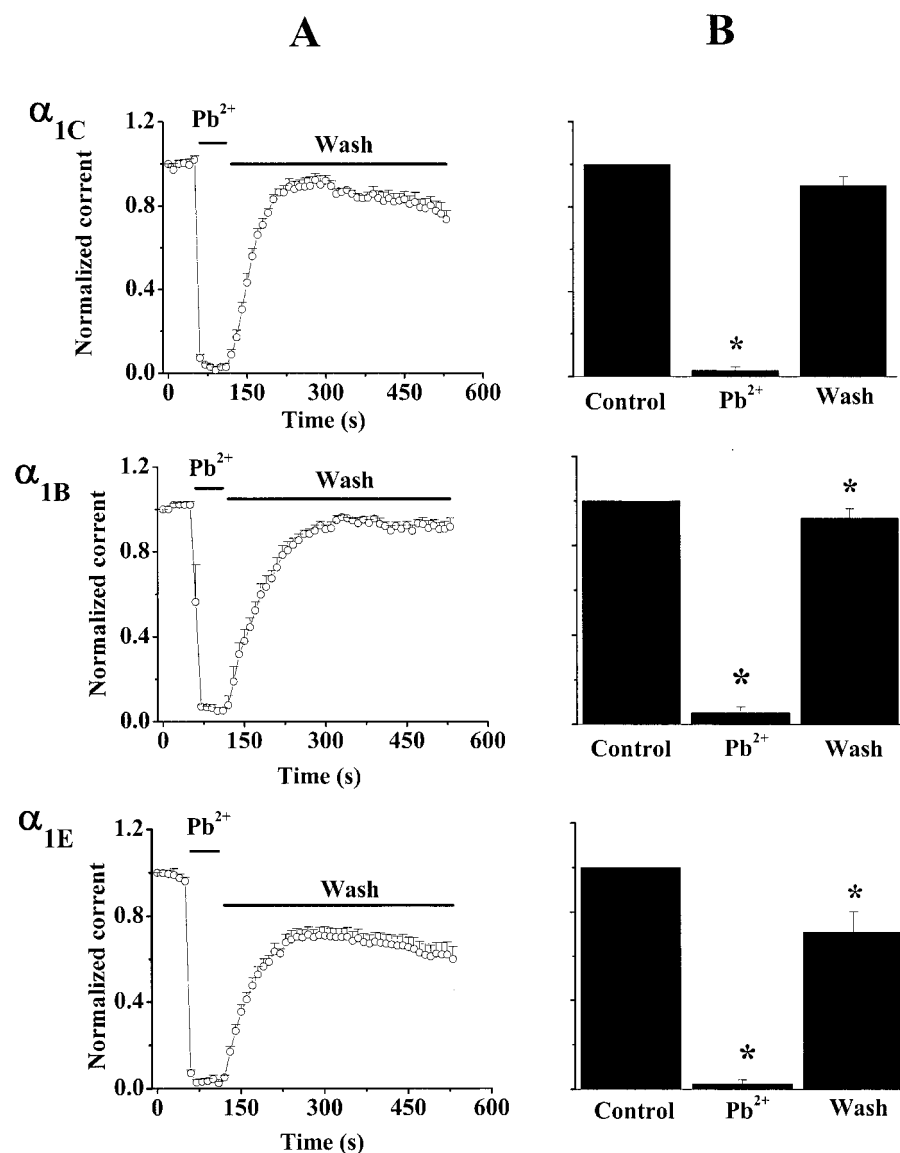 A
B
α1C
Normalized corrent
1.2
0.8
0.4
0.0
Pb2+
Wash
0 150 300 450 600
Time (s)
*
Control Pb2+ Wash
α1B
Normalized corrent
1.2
0.8
0.4
0.0
Pb2+
Wash
0 150 300 450 600
Time (s)
*
*
Control Pb2+ Wash
α1E
Normalized corrent
1.2
0.8
0.4
0.0
Pb2+
Wash
0 150 300 450 600
Time (s)
*
*
Control Pb2+ Wash